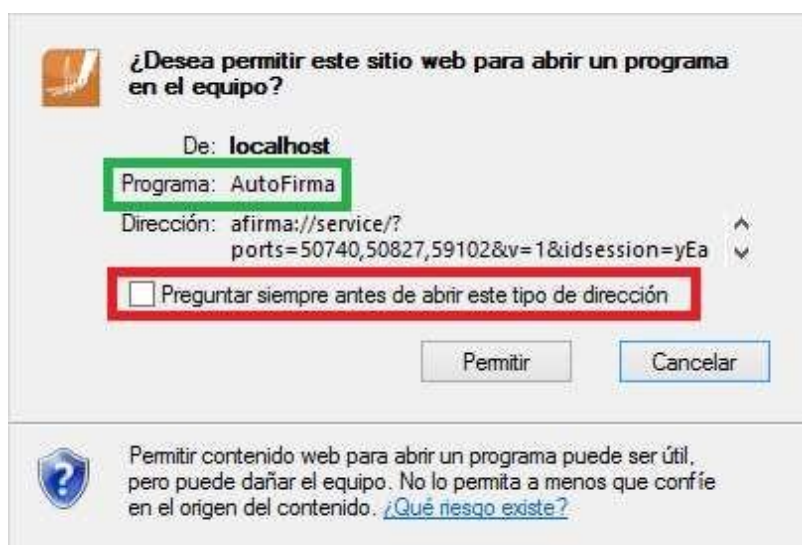 ¿Desea permitir este sitio web para abrir un programa
en el equipo?
De: localhost
Programa: AutoFirma
Dirección: afirma://service/?
ports=50740,50827,59102&v=1&idsession=yEa
Preguntar siempre antes de abrir este tipo de dirección
Permitir Cancelar
Permitir contenido web para abrir un programa puede ser útil,
pero puede dañar el equipo. No lo permita a menos que confíe
en el origen del contenido. ¿Qué riesgo existe?